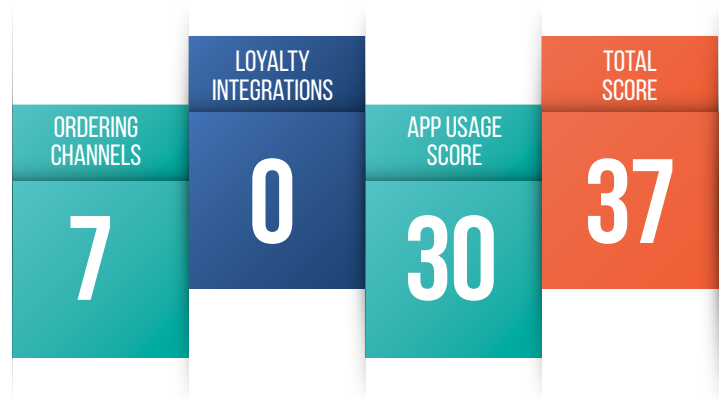 ORDERING
CHANNELS
7
LOYALTY
INTEGRATIONS
0
APP USAGE
SCORE
30
TOTAL
SCORE
37